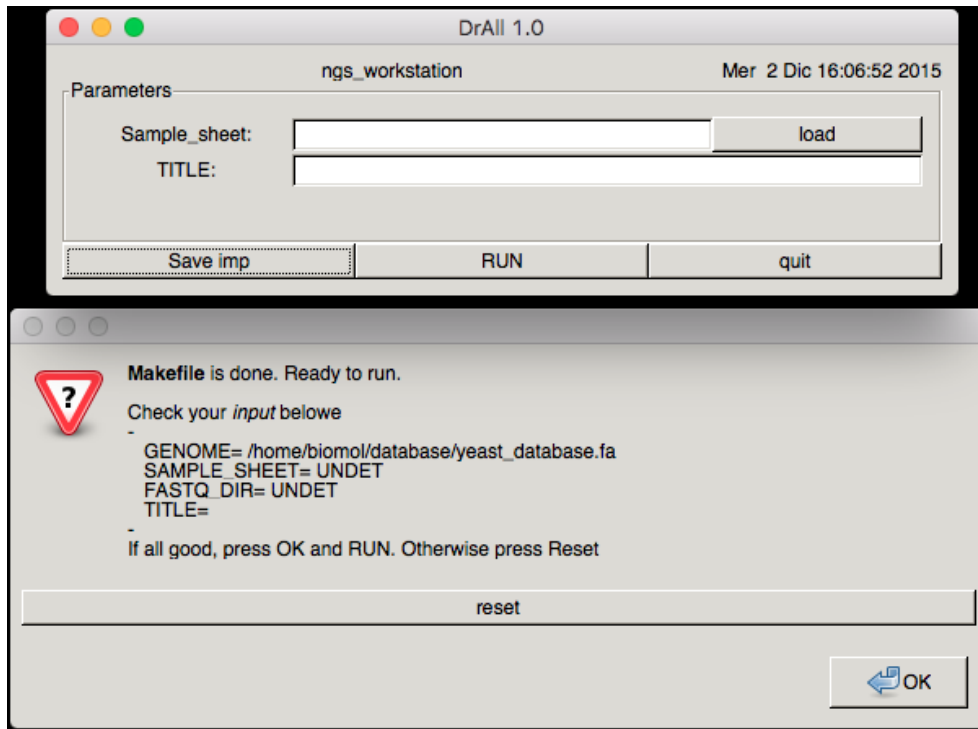 DrAll 1.0
ngs_workstation Mer 2 Dic 16:06:52 2015
Parameters
Sample_sheet: load
TITLE:
Save imp RUN quit
?
Makefile is done. Ready to run.
Check your input belowe
-
GENOME= /home/biomol/database/yeast_database.fa
SAMPLE_SHEET= UNDET
FASTQ_DIR= UNDET
TITLE=
-
If all good, press OK and RUN. Otherwise press Reset
reset
OK